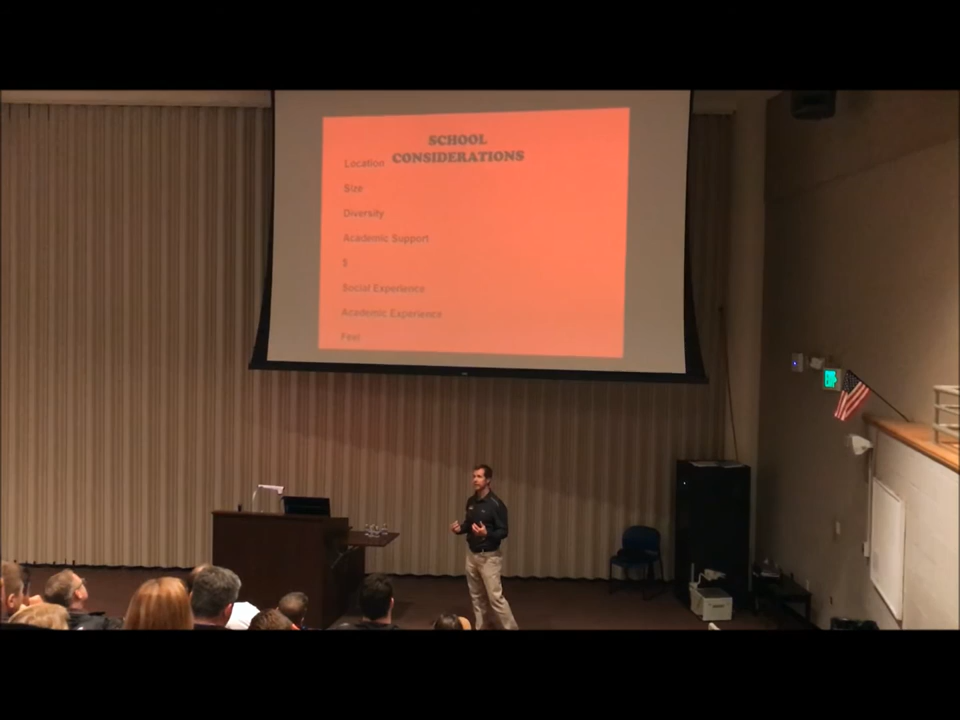 SCHOOL
CONSIDERATIONS
Location
Size
Diversity
Academic Support
$
Social Experience
Academic Experience
Feel